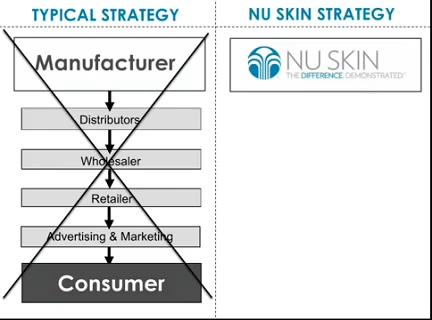 TYPICAL STRATEGY
Manufacturer
Distributors
Wholesaler
Retailer
Advertising & Marketing
Consumer
NU SKIN STRATEGY
NU SKIN
THE DIFFERENCE. DEMONSTRATED.